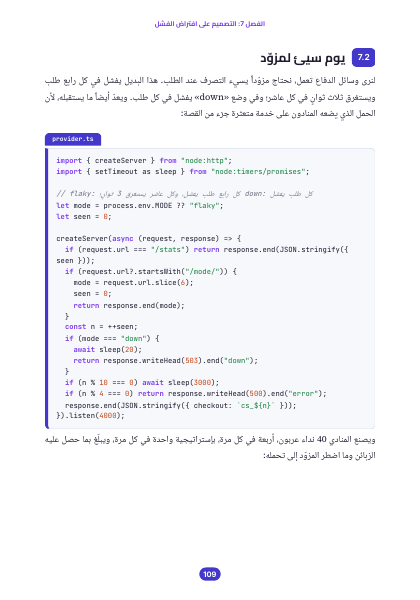 الفصل 7: التصميم على افتراض الفشل
7.2 يوم سيئ لمزوّد
لنرى وسائل الدفاع تعمل، نحتاج مزوّدًا يسيء التصرف عند الطلب. هذا البديل يفشل في كل رابع طلب
ويستغرق ثلاث ثوانٍ في كل عاشر؛ وفي وضع «down» يفشل في كل طلب. ويعدّ أيضاً ما يستقبله، لأن
الحمل الذي يضعه المنادون على خدمة متعثرة جزء من القصة:
provider.ts
import { createServer } from "node:http";
import { setTimeout as sleep } from "node:timers/promises";
// flaky: كل رابع طلب يفشل، وكل عاشر يستغرق 3 ثوانٍ؛ down: كل طلب يفشل
let mode = process.env.MODE ?? "flaky";
let seen = 0;
createServer(async (request, response) => {
  if (request.url === "/stats") return response.end(JSON.stringify({
seen }));
  if (request.url?.startsWith("/mode/")) {
    mode = request.url.slice(6);
    seen = 0;
    return response.end(mode);
  }
  const n = ++seen;
  if (mode === "down") {
    await sleep(20);
    return response.writeHead(503).end("down");
  }
  if (n % 10 === 0) await sleep(3000);
  if (n % 4 === 0) return response.writeHead(500).end("error");
  response.end(JSON.stringify({ checkout: `cs_${n}` }));
}).listen(4000);
ويصنع المنادي 40 نداء عربون، أربعة في كل مرة، بإستراتيجية واحدة في كل مرة، ويبلّغ بما حصل عليه
الزبائن وما اضطر المزوّد إلى تحمله:
109